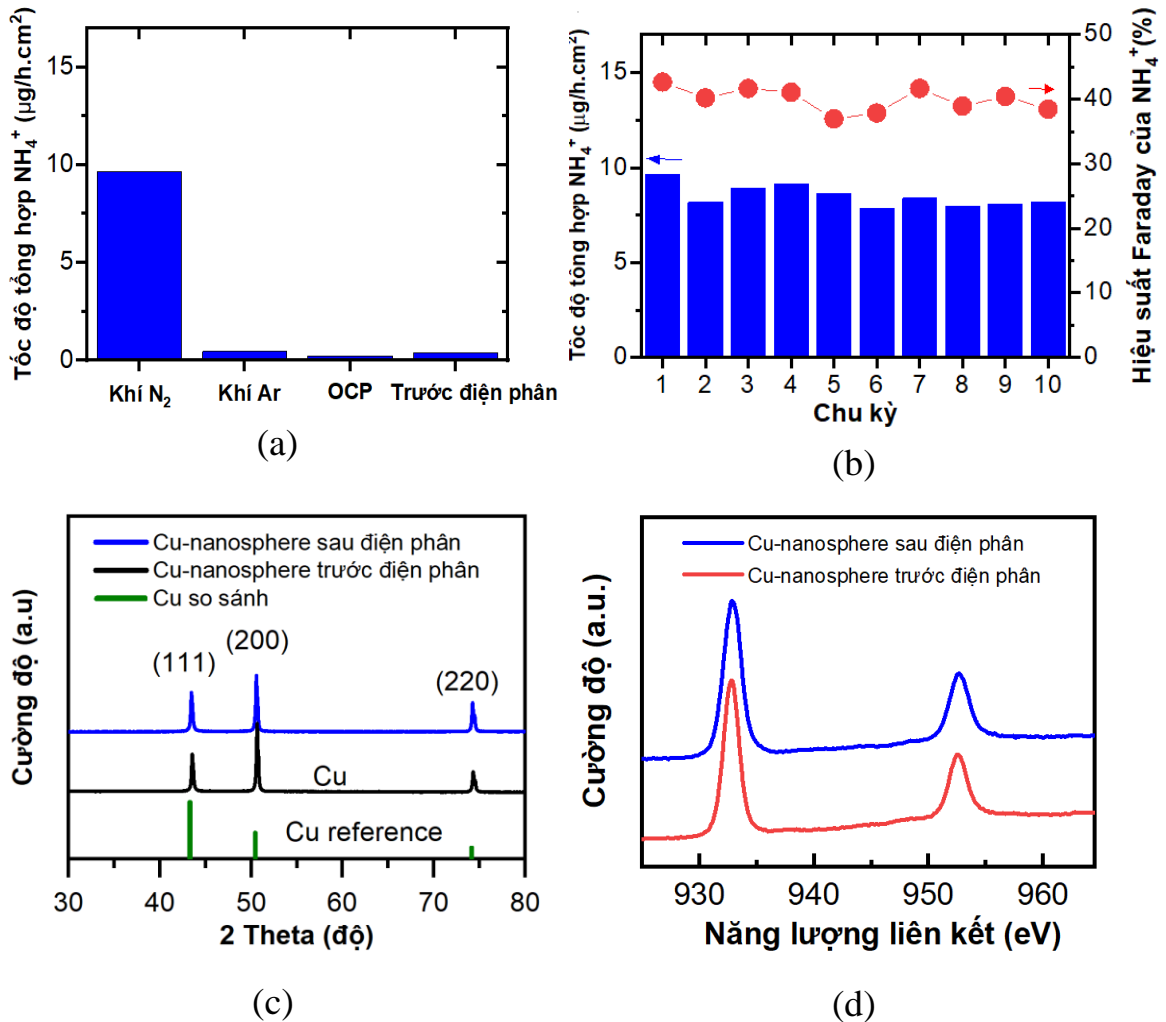 Tốc độ tổng hợp NH4+ (μg/h.cm²)
15
10
5
0
Khí N2
Khí Ar
OCP
Trước điện phân
(a)
Tốc độ tông hợp NH4+ (μg/h.cm²)
15
10
5
0
50
40
30
20
10
0
Hiệu suất Faraday của NH4+(%)
1 2 3 4 5 6 7 8 9 10
Chu kỳ
(b)
Cu-nanosphere sau điện phân
Cu-nanosphere trước điện phân
Cu so sánh
(111)
(200)
(220)
Cu
Cu reference
Cường độ (a.u)
30 40 50 60 70 80
2 Theta (độ)
(c)
Cu-nanosphere sau điện phân
Cu-nanosphere trước điện phân
Cường độ (a.u.)
930 940 950 960
Năng lượng liên kết (eV)
(d)